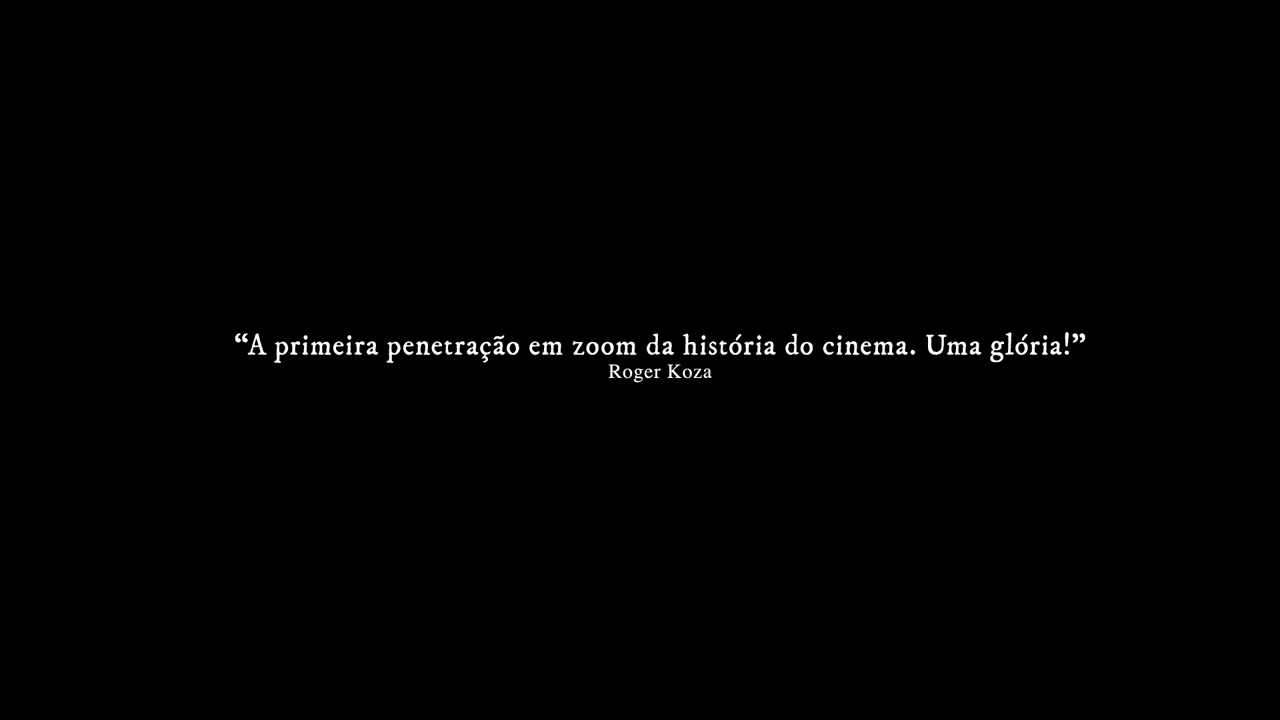 “A primeira penetração em zoom da história do cinema. Uma glória!”
Roger Koza